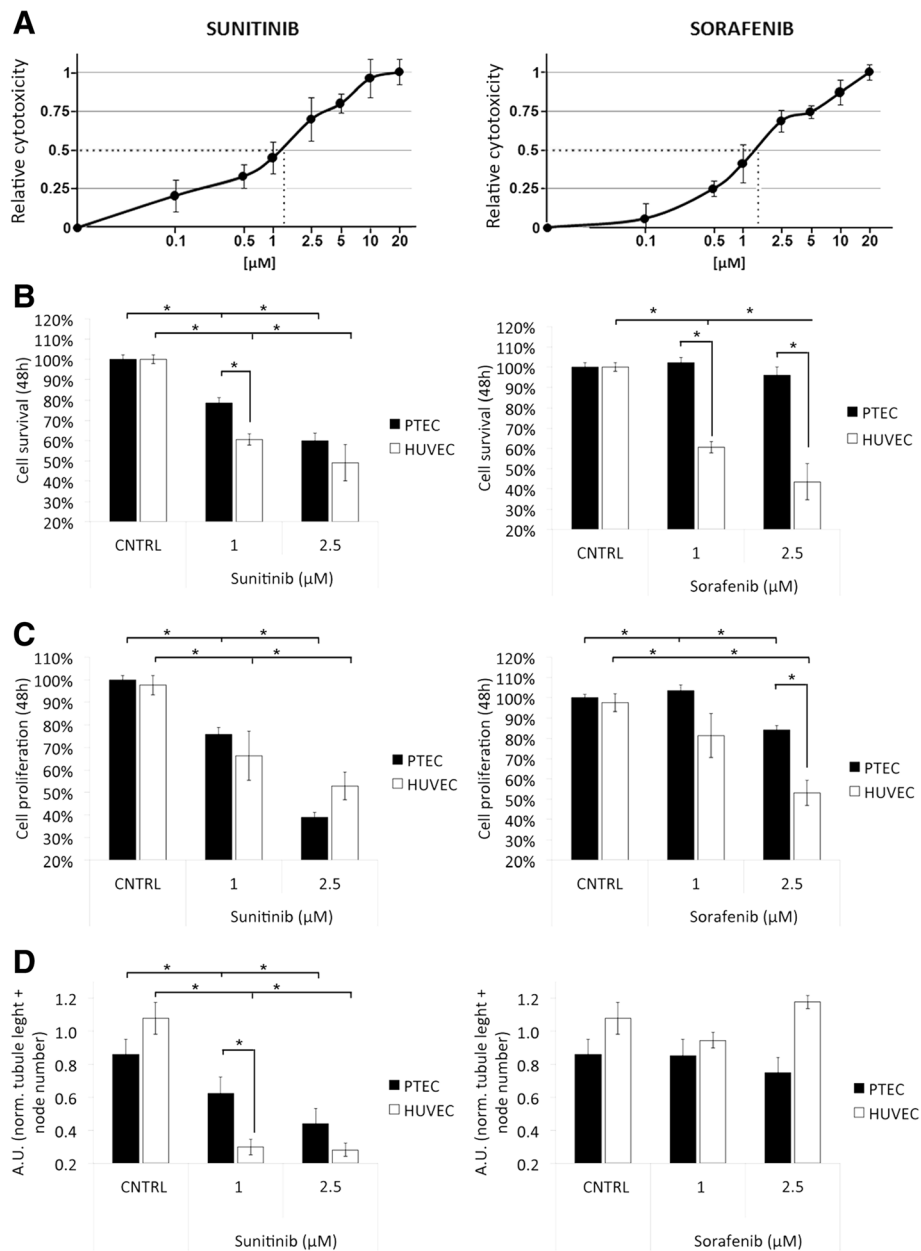 A
SUNITINIB
SORAFENIB
Relative cytotoxicity
1
0.75
0.5
0.25
0
0.1 0.5 1 2.5 5 10 20
[µM]
Relative cytotoxicity
1
0.75
0.5
0.25
0
0.1 0.5 1 2.5 5 10 20
[µM]
B
* *
* *
*
Cell survival (48h)
120%
110%
100%
90%
80%
70%
60%
50%
40%
30%
20%
CNTRL 1 2.5
Sunitinib (µM)
PTEC
HUVEC
* *
* *
Cell survival (48h)
120%
110%
100%
90%
80%
70%
60%
50%
40%
30%
20%
CNTRL 1 2.5
Sorafenib (µM)
PTEC
HUVEC
C
* *
* *
Cell proliferation (48h)
110%
100%
90%
80%
70%
60%
50%
40%
30%
20%
CNTRL 1 2.5
Sunitinib (µM)
PTEC
HUVEC
* *
* *
*
Cell proliferation (48h)
120%
110%
100%
90%
80%
70%
60%
50%
40%
30%
20%
CNTRL 1 2.5
Sorafenib (µM)
PTEC
HUVEC
D
* *
* *
*
A.U. (norm. tubule leght +
node number)
1.2
1.0
0.8
0.6
0.4
0.2
CNTRL 1 2.5
Sunitinib (µM)
PTEC
HUVEC
A.U. (norm. tubule leght +
node number)
1.2
1.0
0.8
0.6
0.4
0.2
CNTRL 1 2.5
Sorafenib (µM)
PTEC
HUVEC